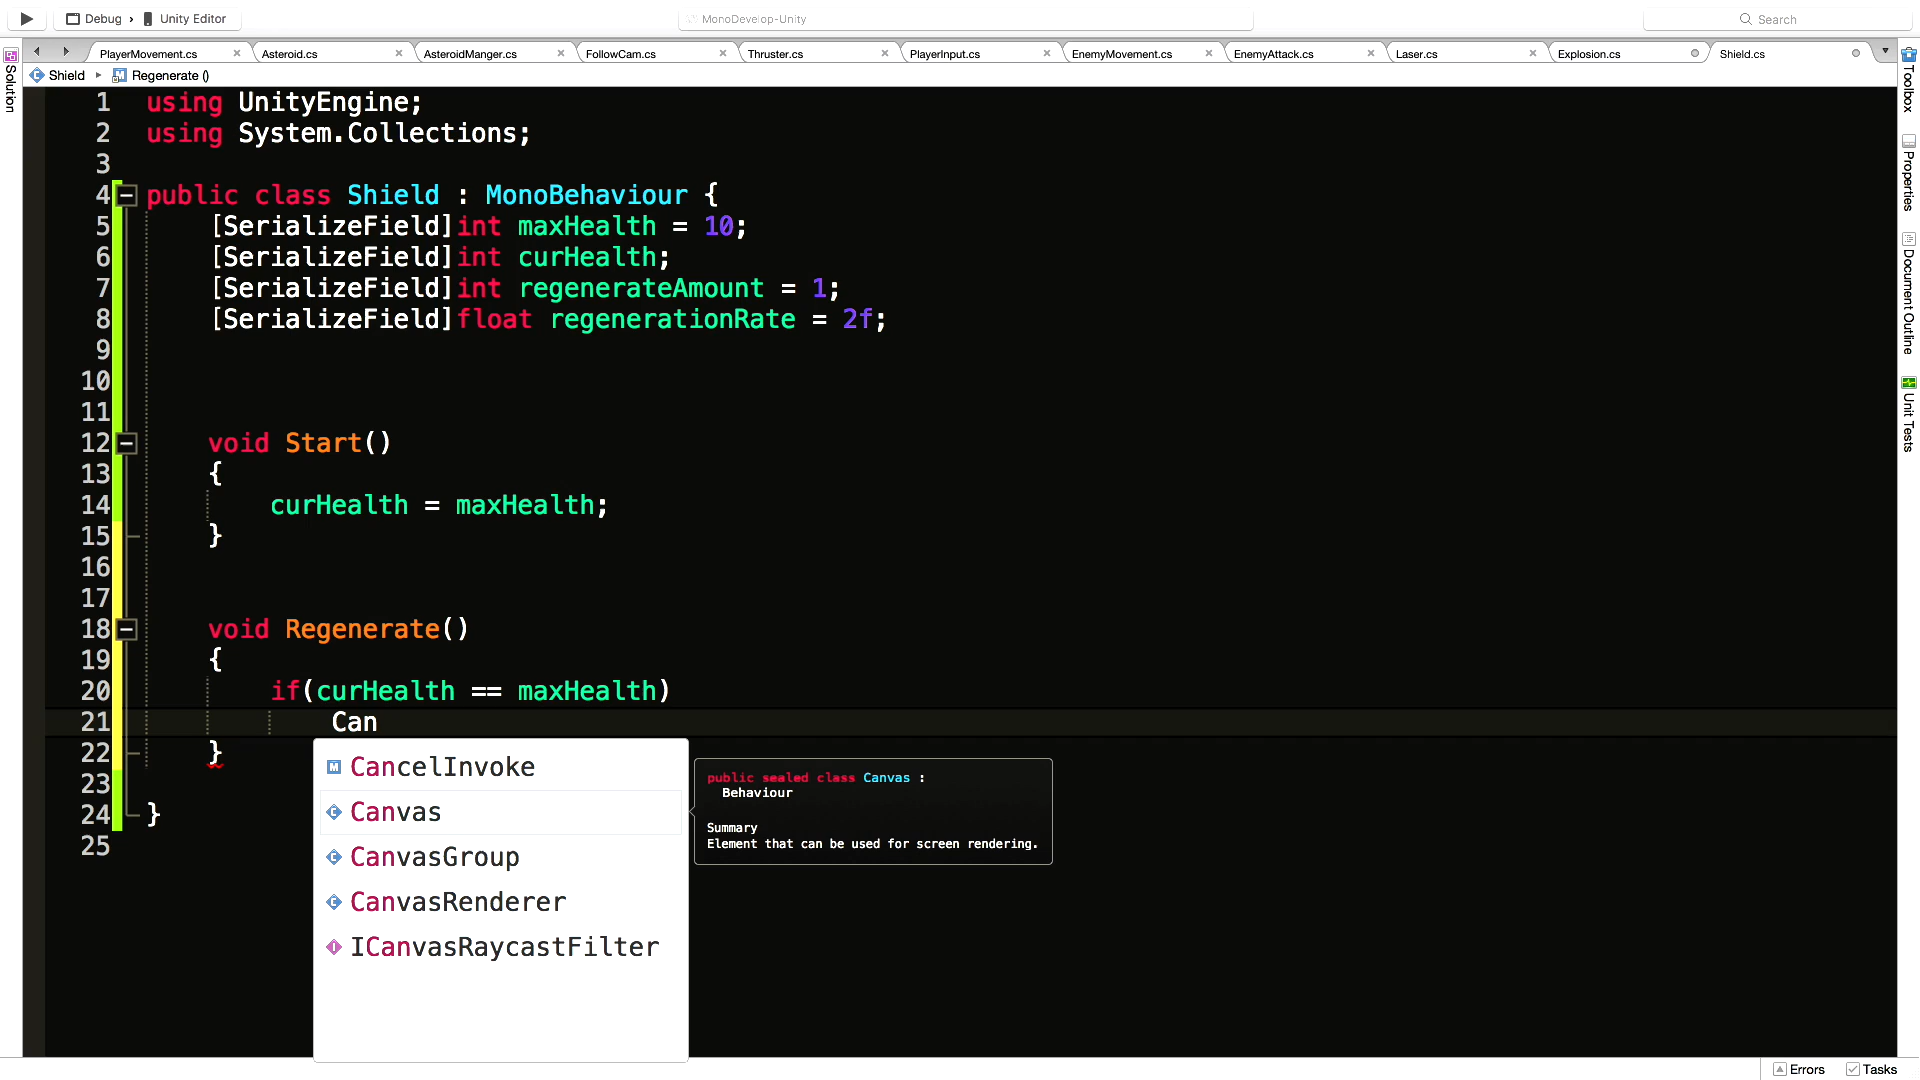 Debug › Unity Editor
MonoDevelop-Unity
Search
PlayerMovement.cs
Asteroid.cs
AsteroidManger.cs
FollowCam.cs
Thruster.cs
PlayerInput.cs
EnemyMovement.cs
EnemyAttack.cs
Laser.cs
Explosion.cs
Shield.cs
Shield ▸ Regenerate ()
Solution
Toolbox
Properties
Document Outline
Unit Tests
1 using UnityEngine;
2 using System.Collections;
3
4 public class Shield : MonoBehaviour {
5 [SerializeField]int maxHealth = 10;
6 [SerializeField]int curHealth;
7 [SerializeField]int regenerateAmount = 1;
8 [SerializeField]float regenerationRate = 2f;
9
10
11
12 void Start()
13 {
14 curHealth = maxHealth;
15 }
16
17
18 void Regenerate()
19 {
20 if(curHealth == maxHealth)
21 Can
22 }
23
24 }
25
CancelInvoke
Canvas
CanvasGroup
CanvasRenderer
ICanvasRaycastFilter
public sealed class Canvas :
Behaviour
Summary
Element that can be used for screen rendering.
Errors
Tasks